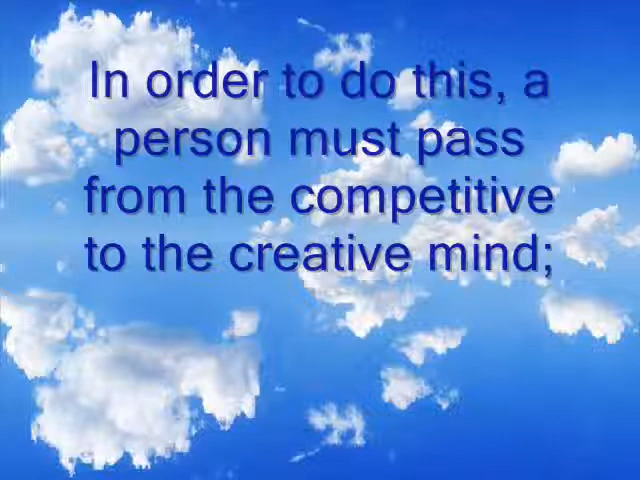 In order to do this, a
person must pass
from the competitive
to the creative mind;